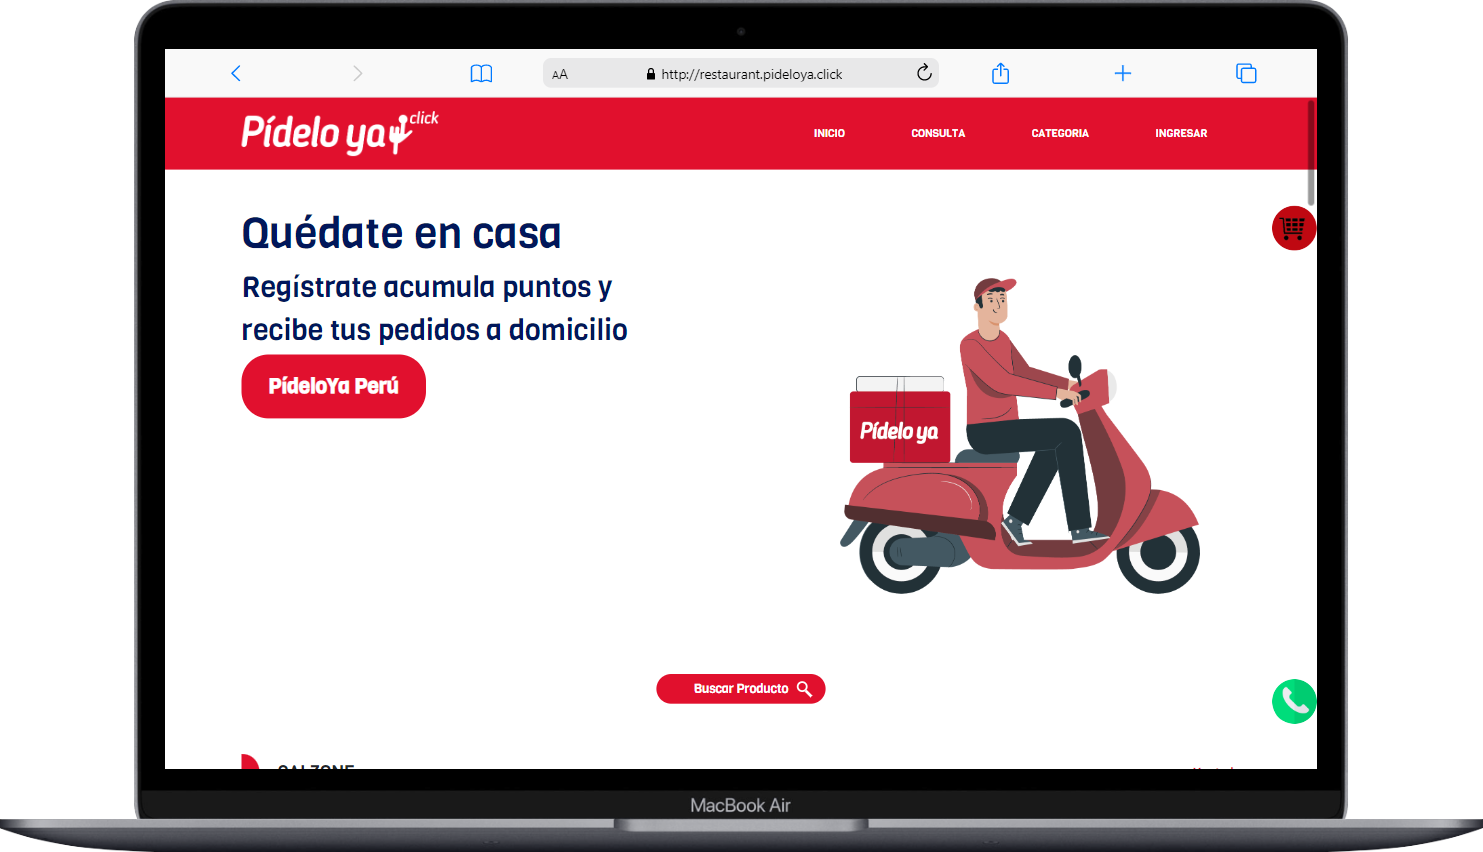 AA
http://restaurant.pideloya.click
Pídelo ya click
INICIO
CONSULTA
CATEGORIA
INGRESAR
Quédate en casa
Regístrate acumula puntos y
recibe tus pedidos a domicilio
PídeloYa Perú
Pídelo ya
Buscar Producto
CALZONE
MacBook Air